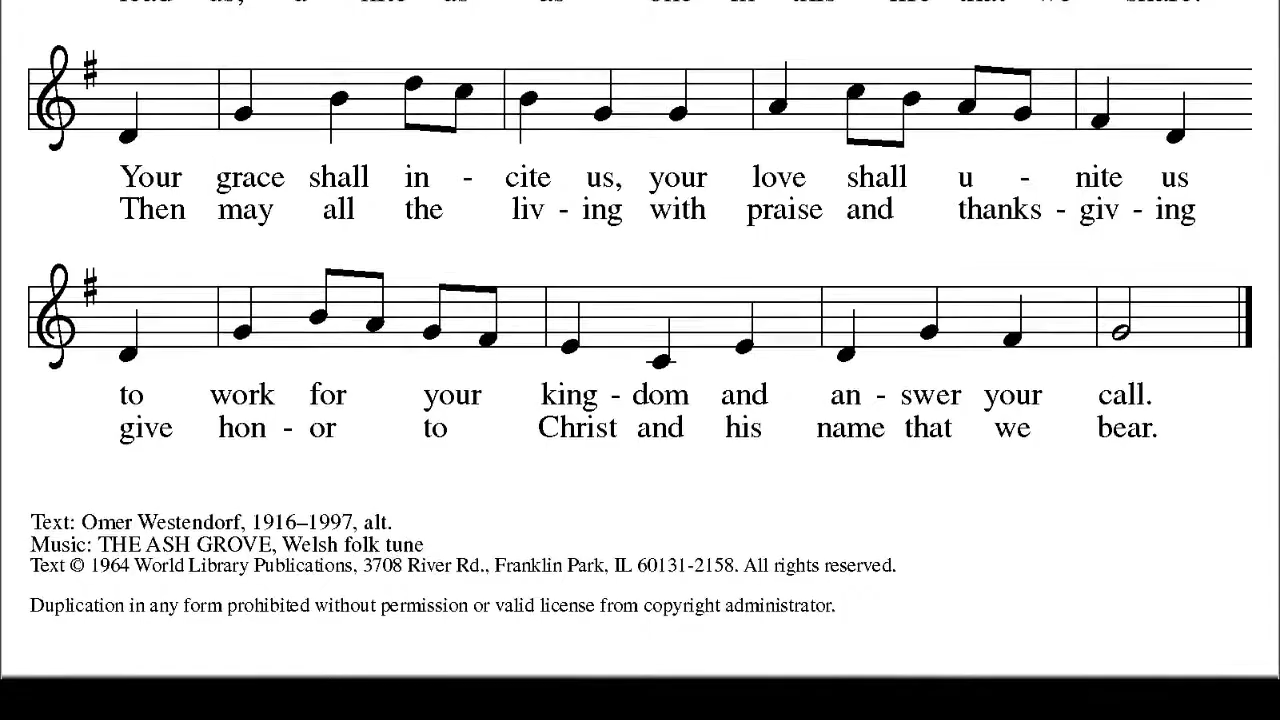 Your grace shall in - cite us, your love shall u - nite us
Then may all the liv - ing with praise and thanks - giv - ing
to work for your king - dom and an - swer your call.
give hon - or to Christ and his name that we bear.
Text: Omer Westendorf, 1916–1997, alt.
Music: THE ASH GROVE, Welsh folk tune
Text © 1964 World Library Publications, 3708 River Rd., Franklin Park, IL 60131-2158. All rights reserved.
Duplication in any form prohibited without permission or valid license from copyright administrator.